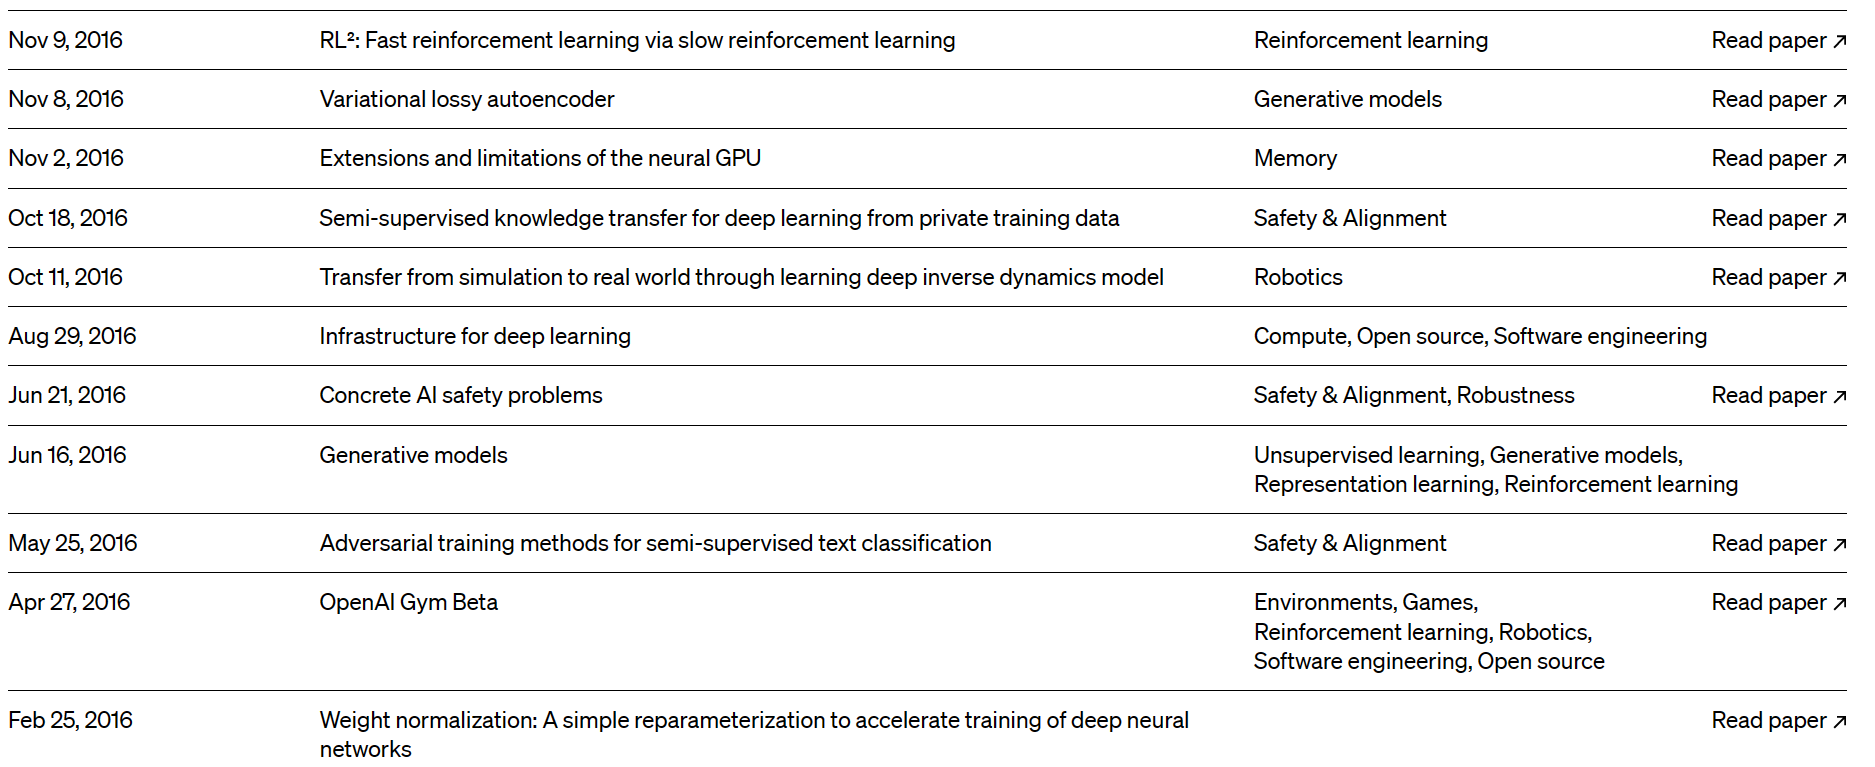 Nov 9, 2016 RL²: Fast reinforcement learning via slow reinforcement learning Reinforcement learning Read paper ↗
Nov 8, 2016 Variational lossy autoencoder Generative models Read paper ↗
Nov 2, 2016 Extensions and limitations of the neural GPU Memory Read paper ↗
Oct 18, 2016 Semi-supervised knowledge transfer for deep learning from private training data Safety & Alignment Read paper ↗
Oct 11, 2016 Transfer from simulation to real world through learning deep inverse dynamics model Robotics Read paper ↗
Aug 29, 2016 Infrastructure for deep learning Compute, Open source, Software engineering
Jun 21, 2016 Concrete AI safety problems Safety & Alignment, Robustness Read paper ↗
Jun 16, 2016 Generative models Unsupervised learning, Generative models,
Representation learning, Reinforcement learning
May 25, 2016 Adversarial training methods for semi-supervised text classification Safety & Alignment Read paper ↗
Apr 27, 2016 OpenAI Gym Beta Environments, Games, Read paper ↗
Reinforcement learning, Robotics,
Software engineering, Open source
Feb 25, 2016 Weight normalization: A simple reparameterization to accelerate training of deep neural Read paper ↗
networks